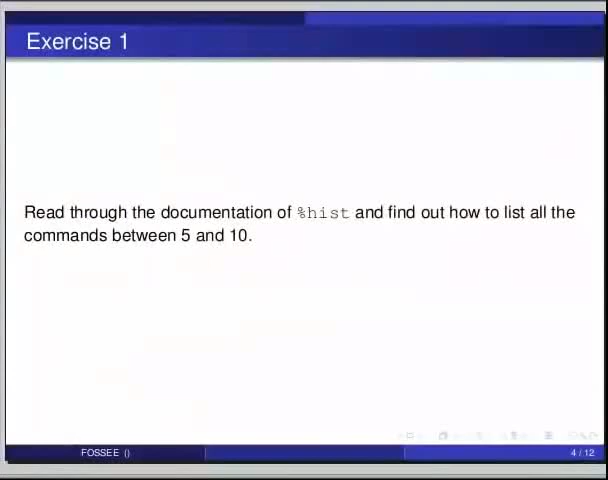 Exercise 1
Read through the documentation of %hist and find out how to list all the
commands between 5 and 10.
FOSSEE ()
4 / 12